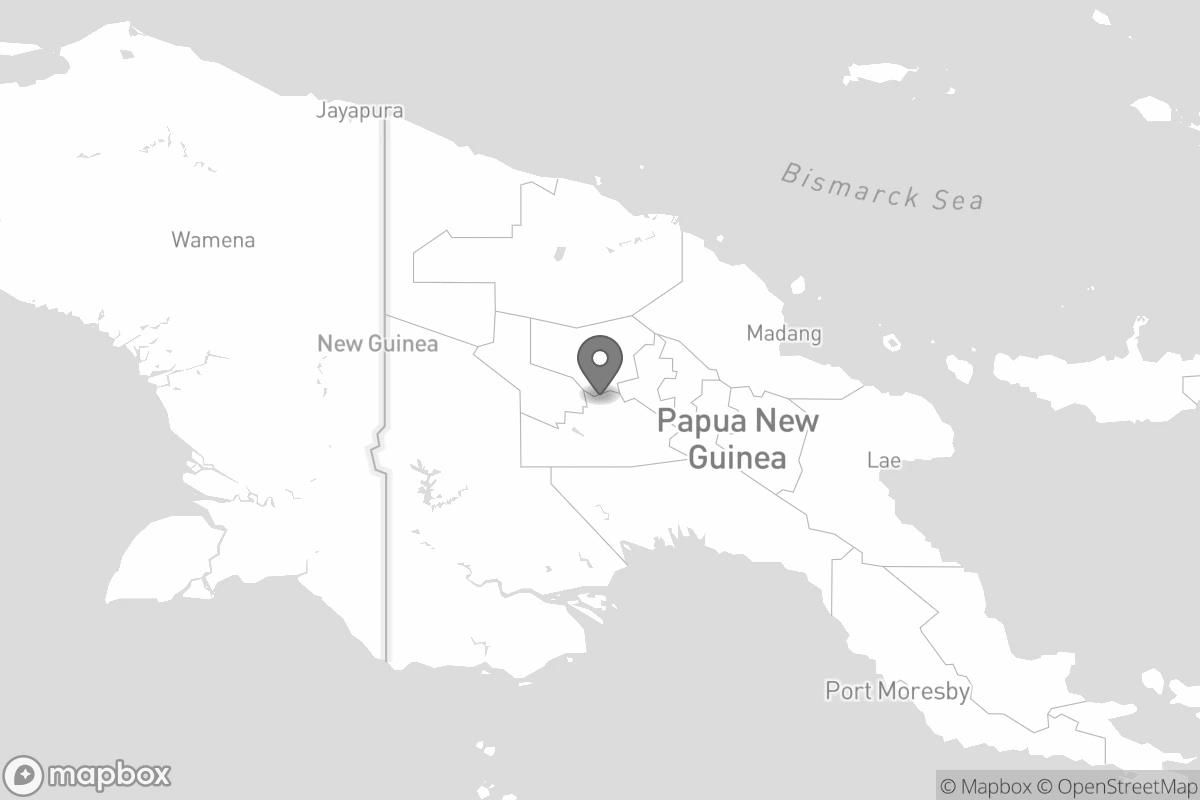 Jayapura
Bismarck Sea
Wamena
New Guinea
Madang
Papua New
Guinea
Lae
Port Moresby
mapbox
© Mapbox © OpenStreetMap